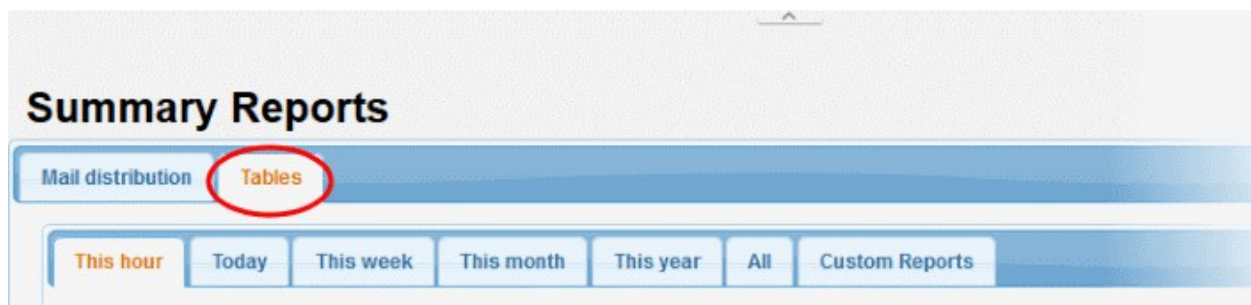 Summary Reports
Mail distribution Tables
This hour Today This week This month This year All Custom Reports